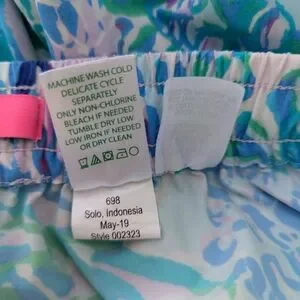 MACHINE WASH COLD
DELICATE CYCLE
SEPARATELY
ONLY NON-CHLORINE
BLEACH IF NEEDED
TUMBLE DRY LOW
LOW IRON IF NEEDED
OR DRY CLEAN
698
Solo, Indonesia
May-19
Style 002323